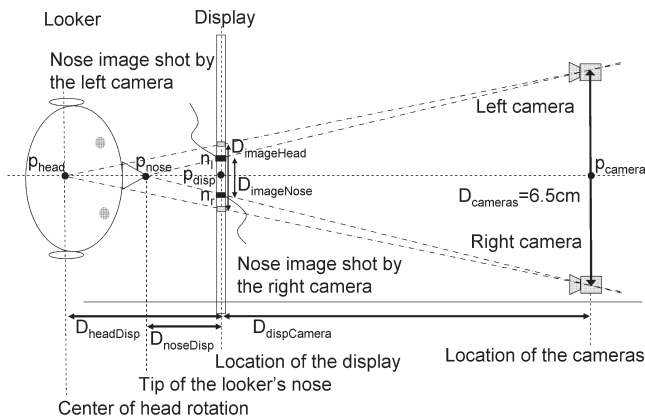 Looker
Display
Nose image shot by
the left camera
Left camera
D_imageHead
p_head
p_nose
n_l
p_disp
D_imageNose
n_r
p_camera
D_cameras=6.5cm
Right camera
Nose image shot by
the right camera
D_headDisp
D_noseDisp
D_dispCamera
Location of the display
Location of the cameras
Tip of the looker's nose
Center of head rotation